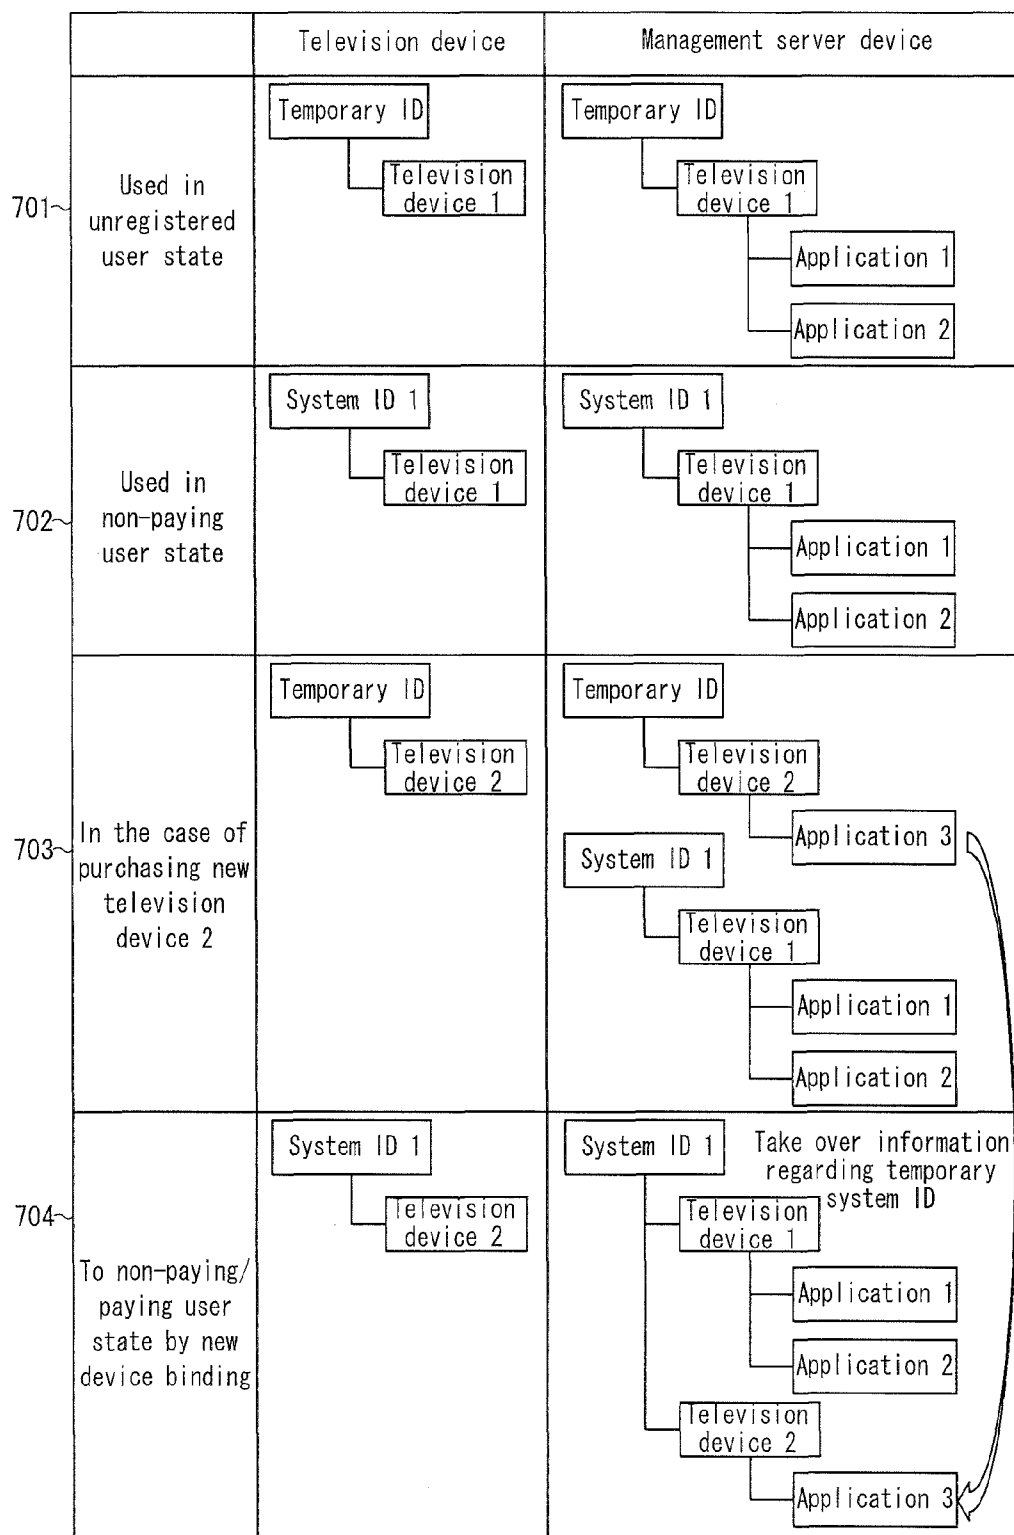 Television device
Management server device
701
Used in
unregistered
user state
Temporary ID
Television
device 1
Temporary ID
Television
device 1
Application 1
Application 2
702
Used in
non-paying
user state
System ID 1
Television
device 1
System ID 1
Television
device 1
Application 1
Application 2
703
In the case of
purchasing new
television
device 2
Temporary ID
Television
device 2
Temporary ID
Television
device 2
Application 3
System ID 1
Television
device 1
Application 1
Application 2
704
To non-paying/
paying user
state by new
device binding
System ID 1
Television
device 2
System ID 1
Take over information
regarding temporary
system ID
Television
device 1
Application 1
Application 2
Television
device 2
Application 3